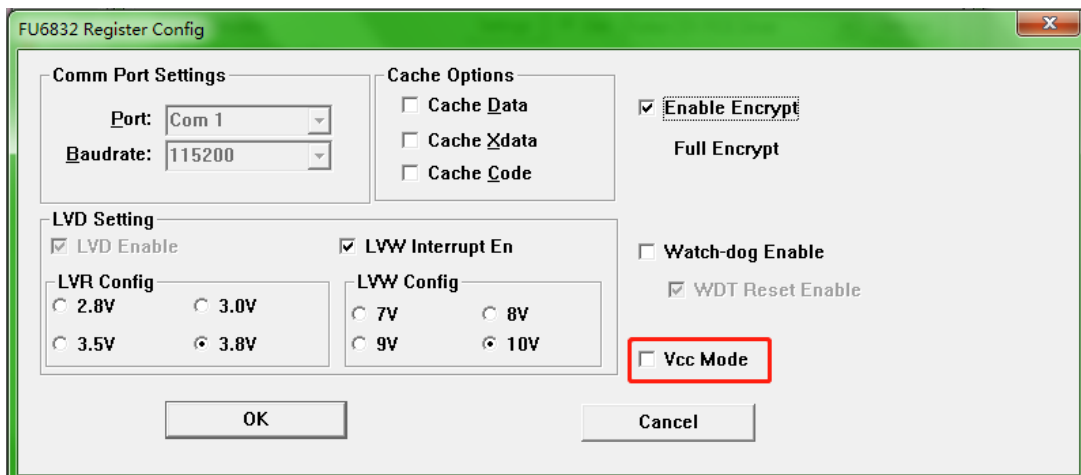 FU6832 Register Config
x
Comm Port Settings
Port: Com 1
Baudrate: 115200
Cache Options
Cache Data
Cache Xdata
Cache Code
Enable Encrypt
Full Encrypt
LVD Setting
LVD Enable
LVW Interrupt En
LVR Config
2.8V 3.0V
3.5V 3.8V
LVW Config
7V 8V
9V 10V
Watch-dog Enable
WDT Reset Enable
Vcc Mode
OK
Cancel